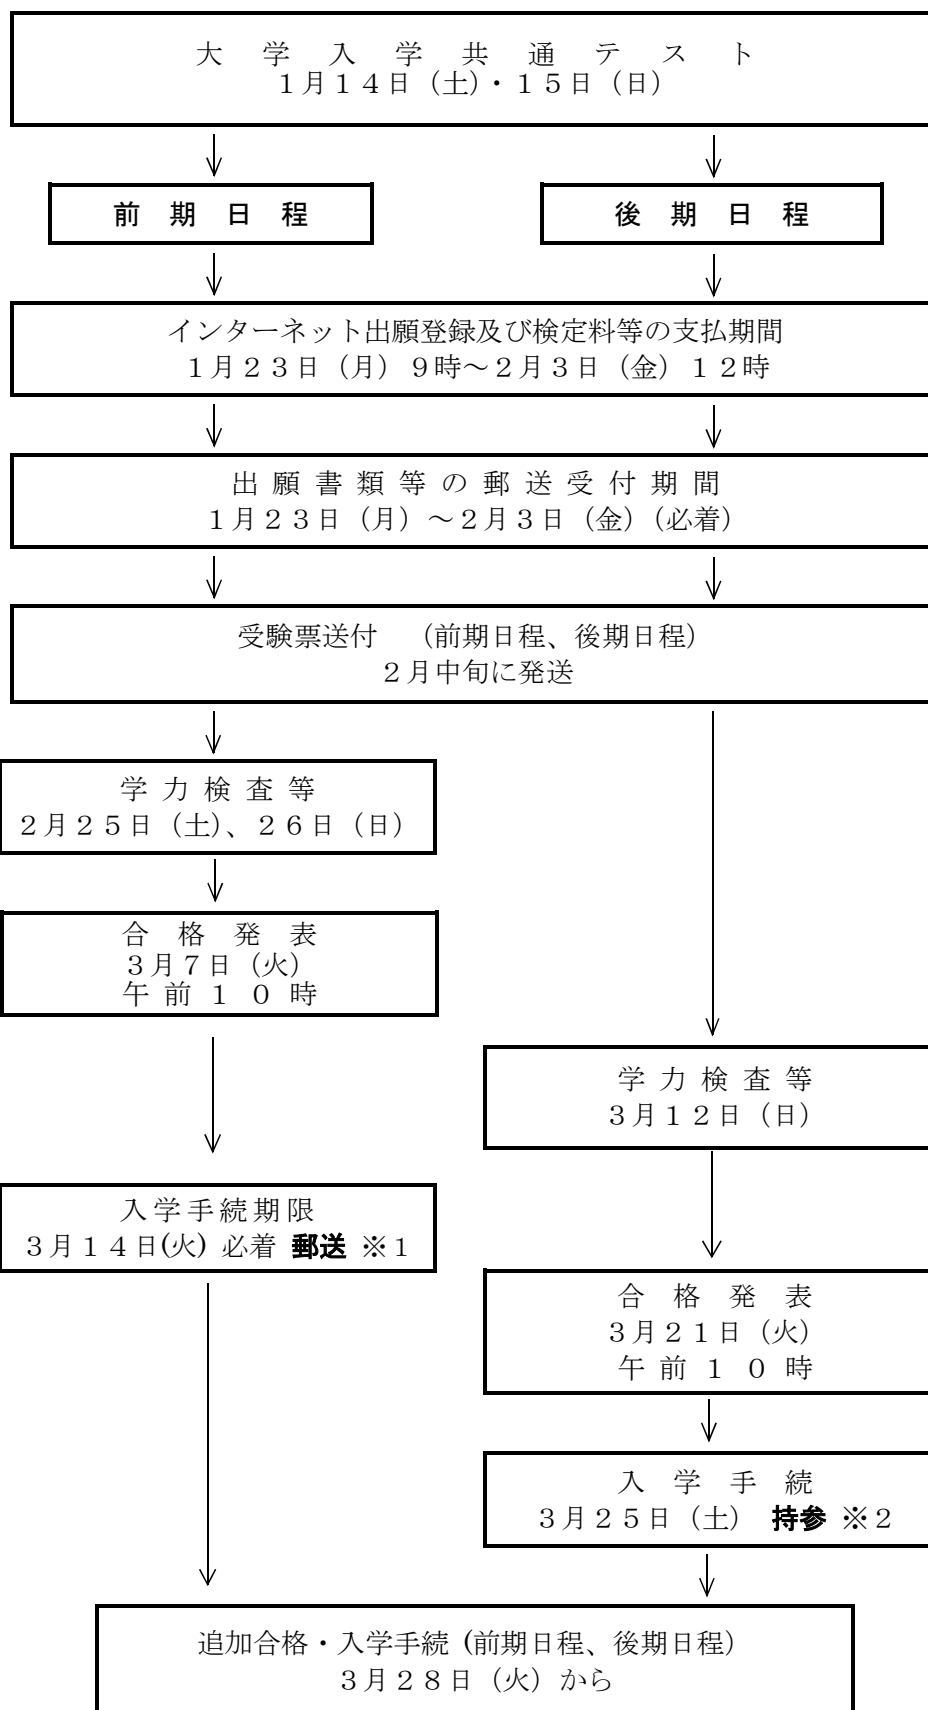 大 学 入 学 共 通 テ ス ト
1月14日（土）・15日（日）
前 期 日 程
後 期 日 程
インターネット出願登録及び検定料等の支払期間
1月23日（月）9時～2月3日（金）12時
出 願 書 類 等 の 郵 送 受 付 期 間
1月23日（月）～2月3日（金）（必着）
受験票送付　（前期日程、後期日程）
2月中旬に発送
学 力 検 査 等
2月25日（土）、26日（日）
合 格 発 表
3月7日（火）
午 前 1 0 時
学 力 検 査 等
3月12日（日）
入学手続期限
3月14日(火) 必着 郵送 ※1
合 格 発 表
3月21日（火）
午 前 1 0 時
入 学 手 続
3月25日（土） 持参 ※2
追加合格・入学手続 (前期日程、後期日程）
3月28日（火）から